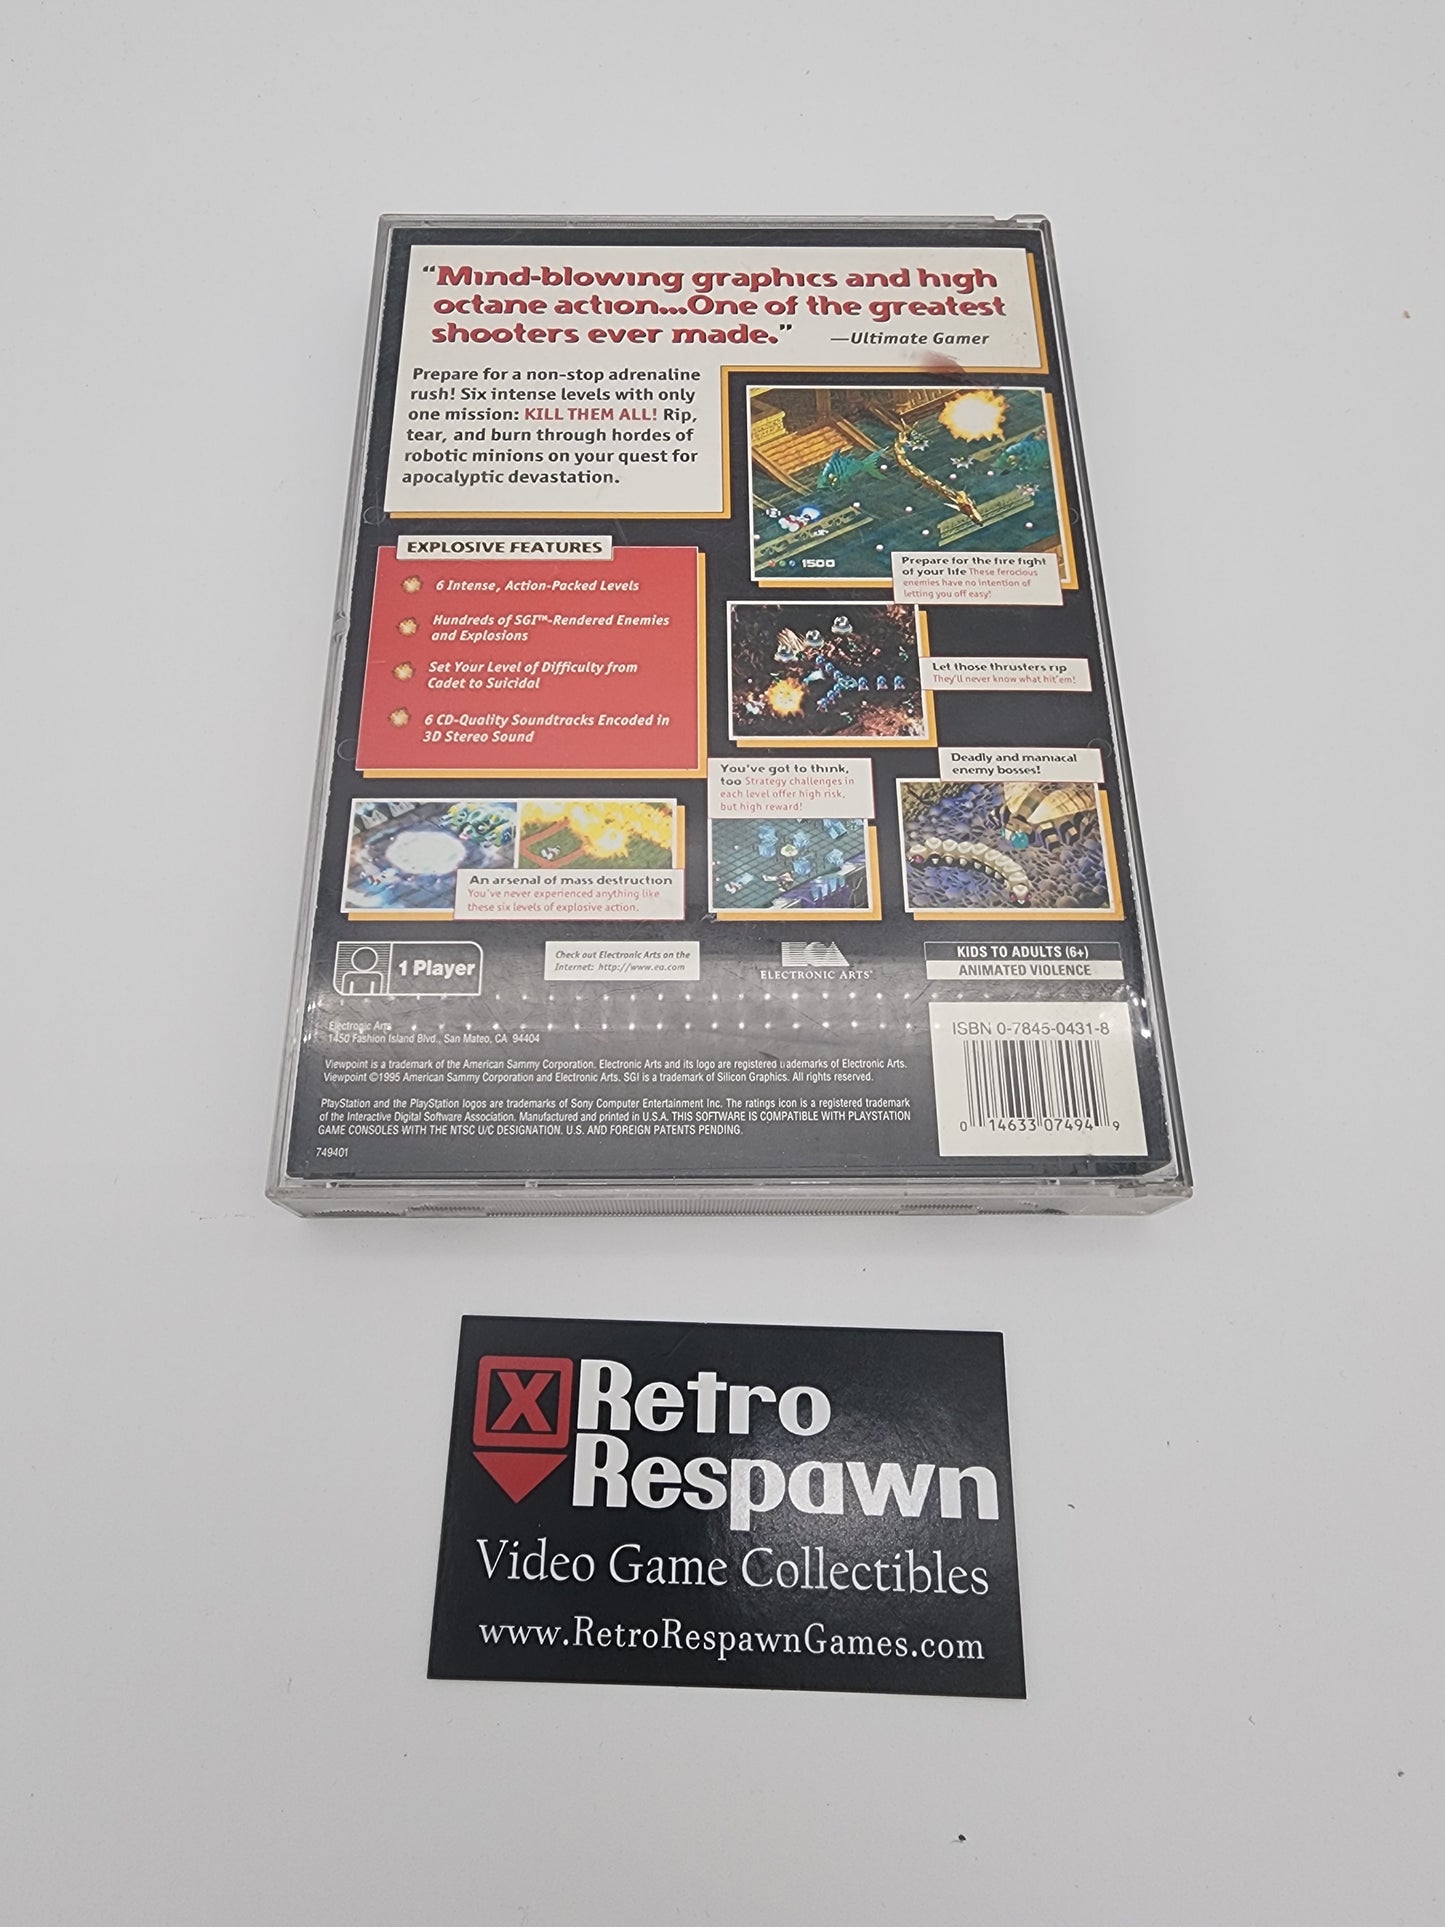 “Mind-blowing graphics and high
octane action...One of the greatest
shooters ever made.” —Ultimate Gamer
Prepare for a non-stop adrenaline
rush! Six intense levels with only
one mission: KILL THEM ALL! Rip,
tear, and burn through hordes of
robotic minions on your quest for
apocalyptic devastation.
1500
Prepare for the fire fight
of your life These ferocious
enemies have no intention of
letting you off easy!
EXPLOSIVE FEATURES
6 Intense, Action-Packed Levels
Hundreds of SGI™-Rendered Enemies
and Explosions
Set Your Level of Difficulty from
Cadet to Suicidal
6 CD-Quality Soundtracks Encoded in
3D Stereo Sound
Let those thrusters rip
They'll never know what hit'em!
You've got to think,
too Strategy challenges in
each level offer high risk,
but high reward!
Deadly and maniacal
enemy bosses!
An arsenal of mass destruction
You've never experienced anything like
these six levels of explosive action.
1 Player
Check out Electronic Arts on the
Internet: http://www.ea.com
ELECTRONIC ARTS®
KIDS TO ADULTS (6+)
ANIMATED VIOLENCE
Electronic Arts
1450 Fashion Island Blvd., San Mateo, CA 94404
Viewpoint is a trademark of the American Sammy Corporation. Electronic Arts and its logo are registered trademarks of Electronic Arts.
Viewpoint ©1995 American Sammy Corporation and Electronic Arts. SGI is a trademark of Silicon Graphics. All rights reserved.
PlayStation and the PlayStation logos are trademarks of Sony Computer Entertainment Inc. The ratings icon is a registered trademark
of the Interactive Digital Software Association. Manufactured and printed in U.S.A. THIS SOFTWARE IS COMPATIBLE WITH PLAYSTATION
GAME CONSOLES WITH THE NTSC U/C DESIGNATION. U.S. AND FOREIGN PATENTS PENDING.
749401
ISBN 0-7845-0431-8
0 14633 07494 9
X Retro
Respawn
Video Game Collectibles
www.RetroRespawnGames.com